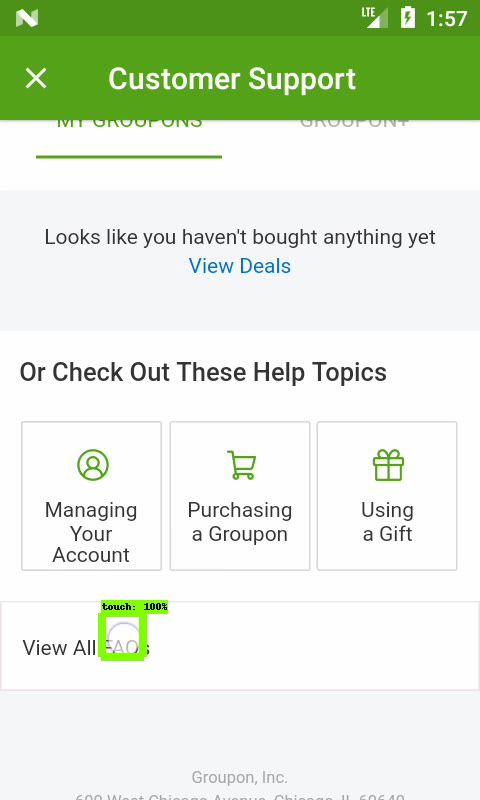 LTE 1:57
Customer Support
MY GROUPONS GROUPON+
Looks like you haven't bought anything yet
View Deals
Or Check Out These Help Topics
Managing
Your
Account
Purchasing
a Groupon
Using
a Gift
touch: 100%
View All FAQs
Groupon, Inc.
600 West Chicago Avenue, Chicago, IL 60640